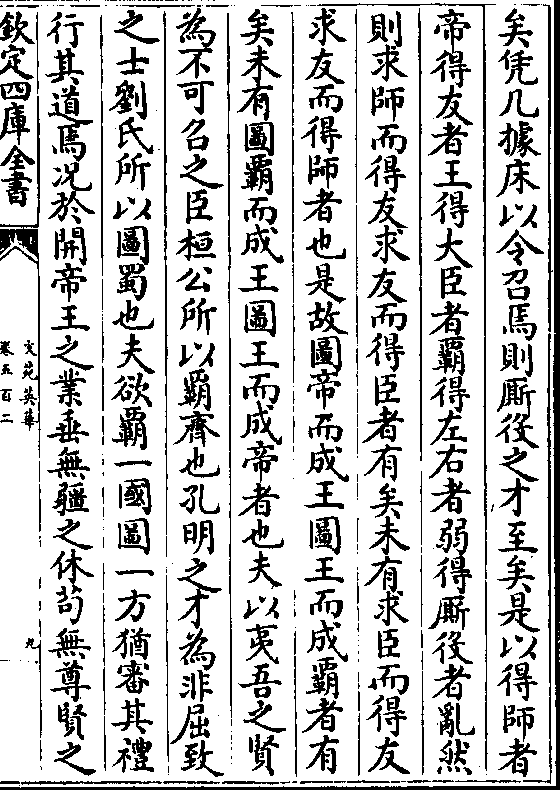 矣凭几據床以令召焉則厮役之才至矣是以得師者
帝得友者王得大臣者霸得左右者弱得厮役者亂然
則求師而得友求友而得臣者有矣未有求臣而得友
求友而得師者也是故圖帝而成王圖王而成霸者有
矣未有圖霸而成王圖王而成帝者也夫以夷吾之賢
為不可召之臣桓公所以霸齊也孔明之才為非屈致
之士劉氏所以圖蜀也夫欲霸一國圖一方猶審其禮
行其道焉况於開帝王之業垂無疆之休苟無尊賢之
欽定四庫全書
文苑英華
卷五百二
九